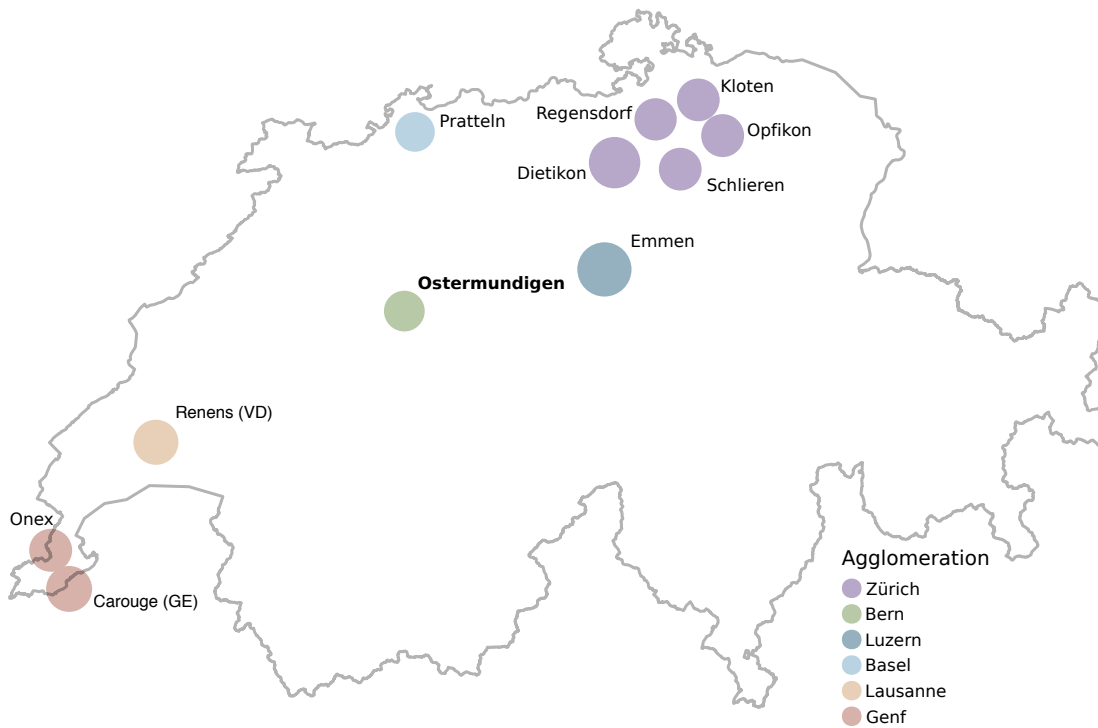 Kloten
Regensdorf
Pratteln
Opfikon
Dietikon
Schlieren
Emmen
Ostermundigen
Renens (VD)
Onex
Carouge (GE)
Agglomeration
Zürich
Bern
Luzern
Basel
Lausanne
Genf